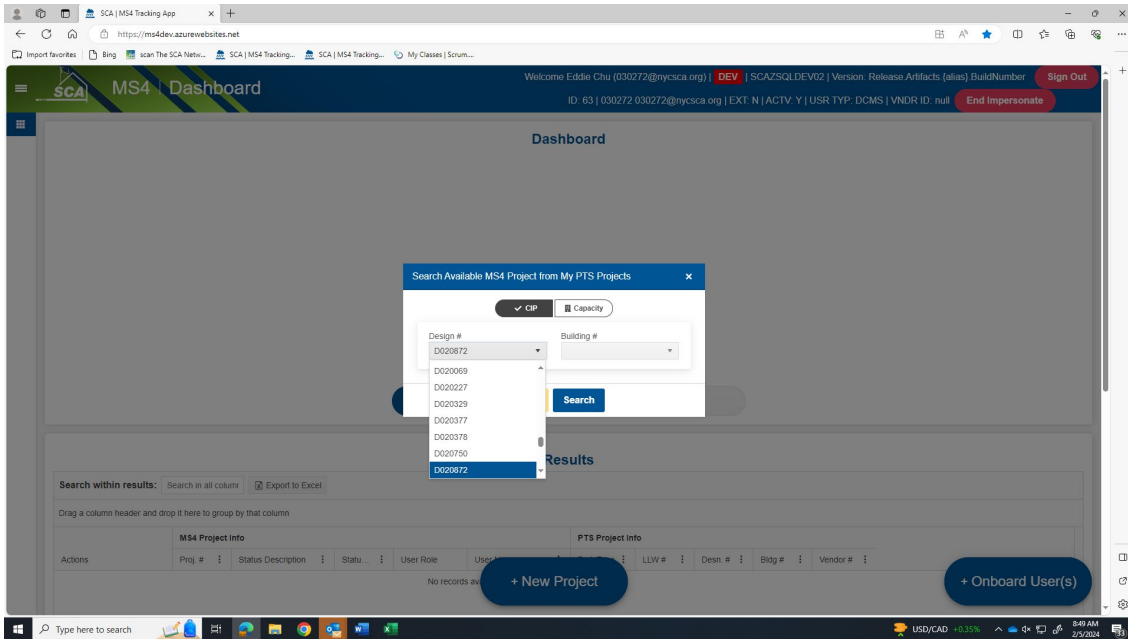 SCA | MS4 Tracking App
https://ms4dev.azurewebsites.net
Import favorites
Bing
scan The SCA Netw...
SCA | MS4 Tracking...
SCA | MS4 Tracking...
My Classes | Scrum....
SCA
MS4 | Dashboard
Welcome Eddie Chu (030272@nycsca.org) | DEV | SCAZSQLDEV02 | Version: Release.Artifacts.{alias}.BuildNumber
Sign Out
ID: 63 | 030272 030272@nycsca.org | EXT: N | ACTV: Y | USR TYP: DCMS | VNDR ID: null
End Impersonate
Dashboard
Search Available MS4 Project from My PTS Projects
CIP
Capacity
Design #
Building #
D020872
D020069
D020227
D020329
D020377
D020378
D020750
D020872
Search
Results
Search within results:
Search in all column
Export to Excel
Drag a column header and drop it here to group by that column
MS4 Project Info
PTS Project Info
Actions
Proj. #
Status Description
Statu...
User Role
LLW #
Desn. #
Bldg #
Vendor #
No records
+ New Project
+ Onboard User(s)
Type here to search
USD/CAD +0.35%
8:49 AM
2/5/2024
33